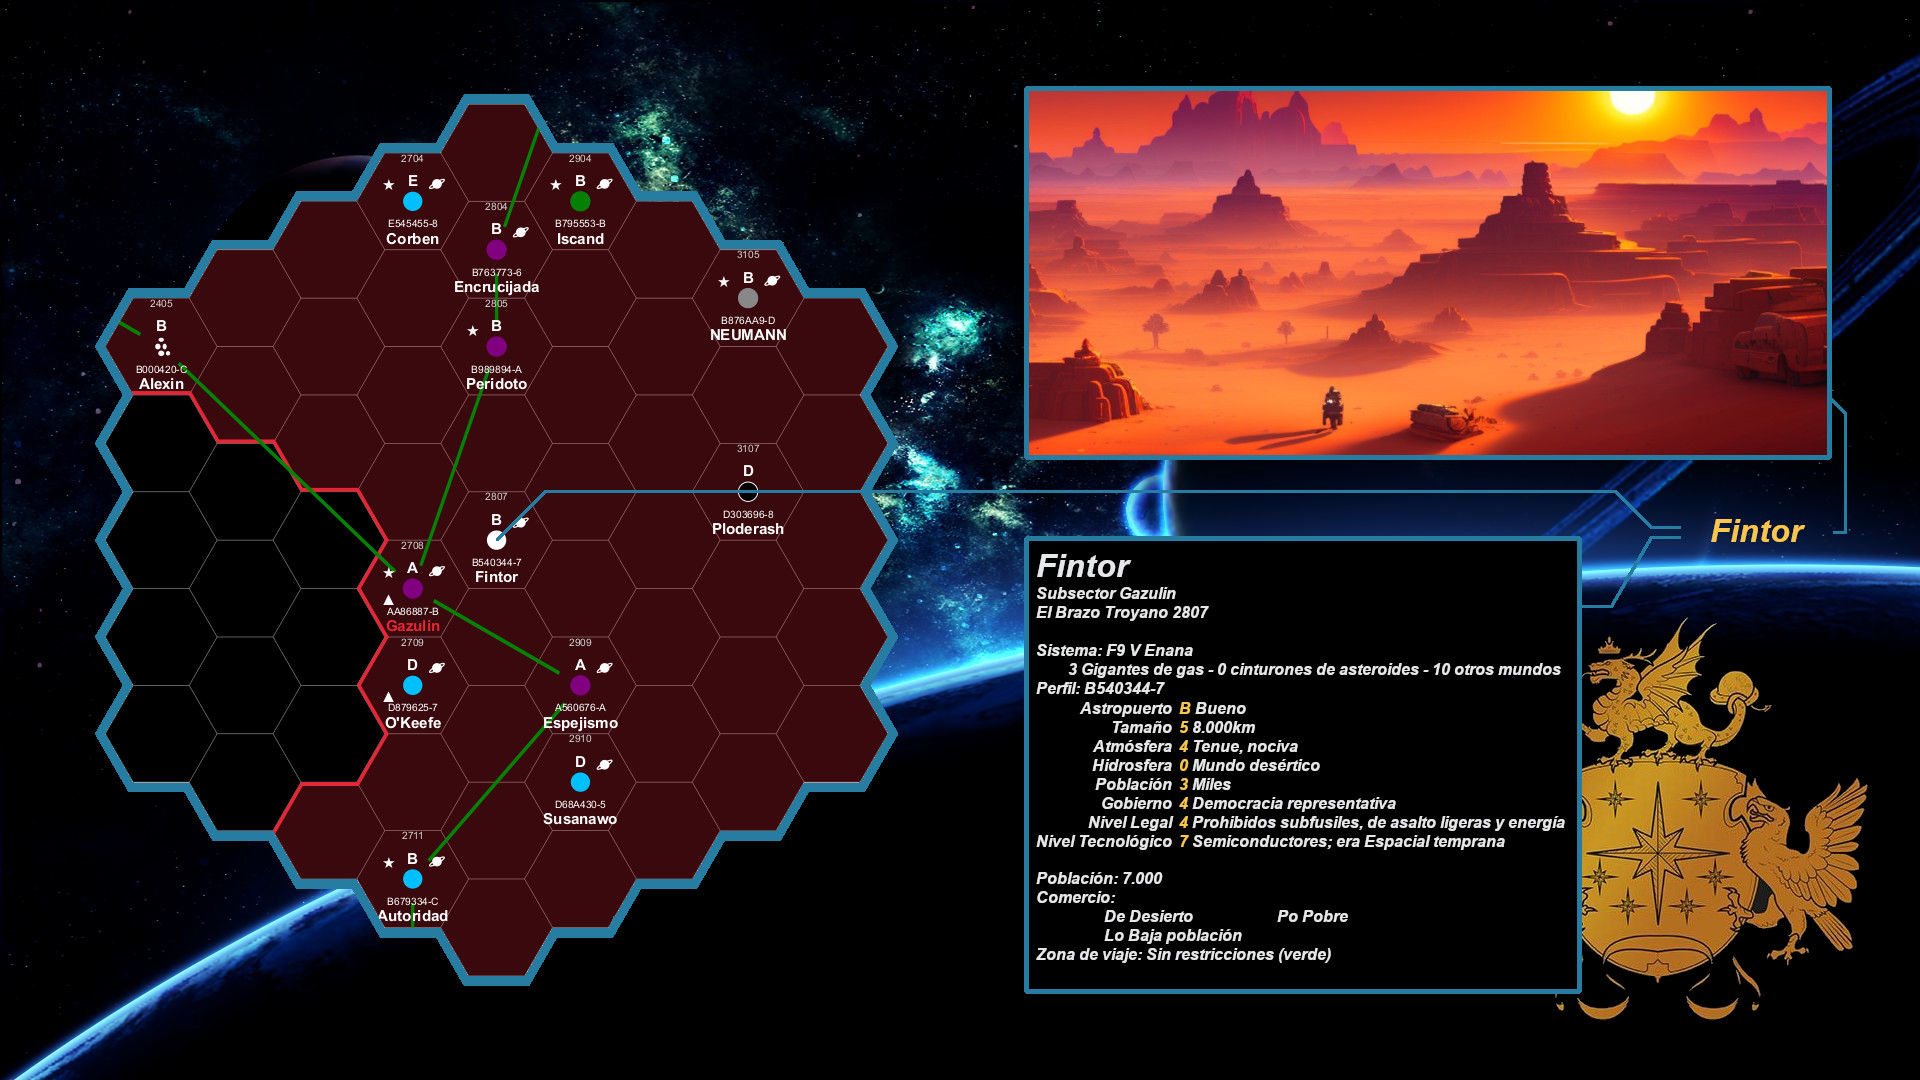 2704
E
E545455-8
Corben
2804
B
B763773-6
Encrucijada
2904
B
B795553-B
Iscand
3105
B
B876AA9-D
NEUMANN
2405
B
B000420-C
Alexin
2805
B
B989894-A
Peridoto
3107
D
D303696-8
Ploderash
2807
B
B540344-7
Fintor
2708
A
AA86887-B
Gazulin
2709
D
D879625-7
O'Keefe
2909
A
A560676-A
Espejismo
2910
D
D68A430-5
Susanawo
2711
B
B679334-C
Autoridad
Fintor
Fintor
Subsector Gazulin
El Brazo Troyano 2807
Sistema: F9 V Enana
3 Gigantes de gas - 0 cinturones de asteroides - 10 otros mundos
Perfil: B540344-7
Astropuerto B Bueno
Tamaño 5 8.000km
Atmósfera 4 Tenue, nociva
Hidrosfera 0 Mundo desértico
Población 3 Miles
Gobierno 4 Democracia representativa
Nivel Legal 4 Prohibidos subfusiles, de asalto ligeras y energía
Nivel Tecnológico 7 Semiconductores; era Espacial temprana
Población: 7.000
Comercio:
De Desierto Po Pobre
Lo Baja población
Zona de viaje: Sin restricciones (verde)